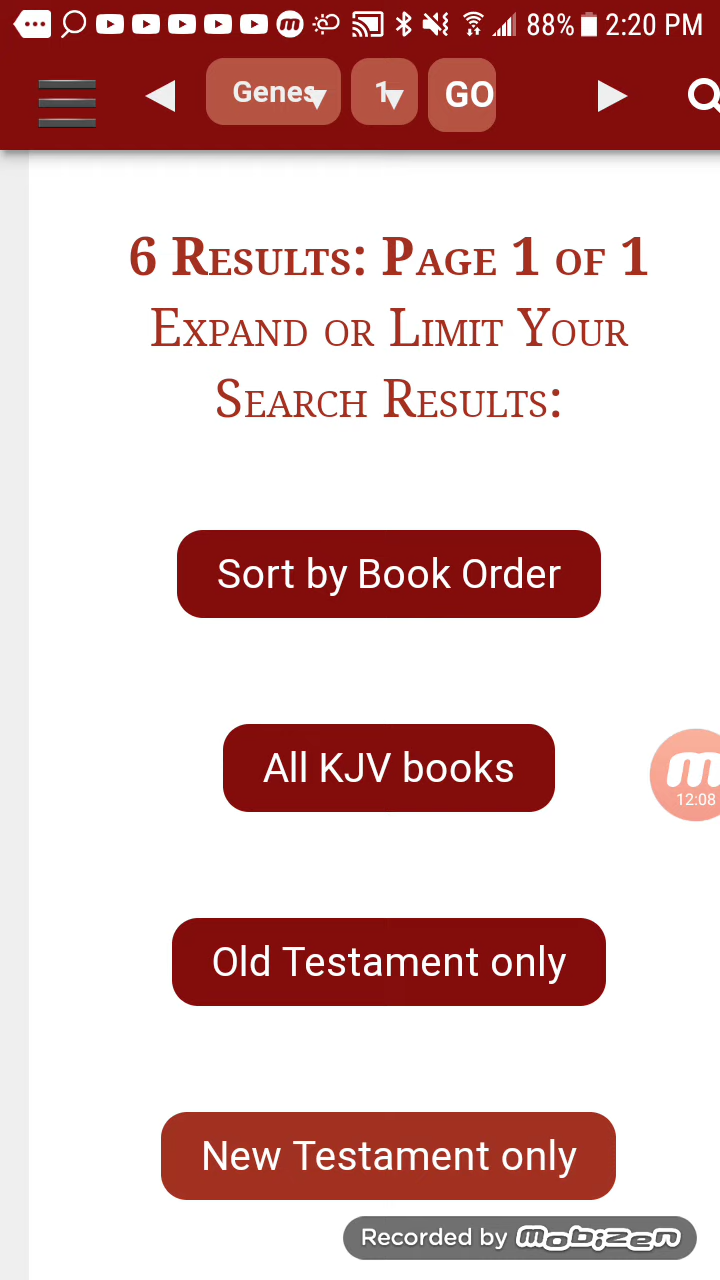 88% 2:20 PM
Genes 1 GO
6 Results: Page 1 of 1
Expand or Limit Your
Search Results:
Sort by Book Order
All KJV books
m
12:08
Old Testament only
New Testament only
Recorded by mobizen